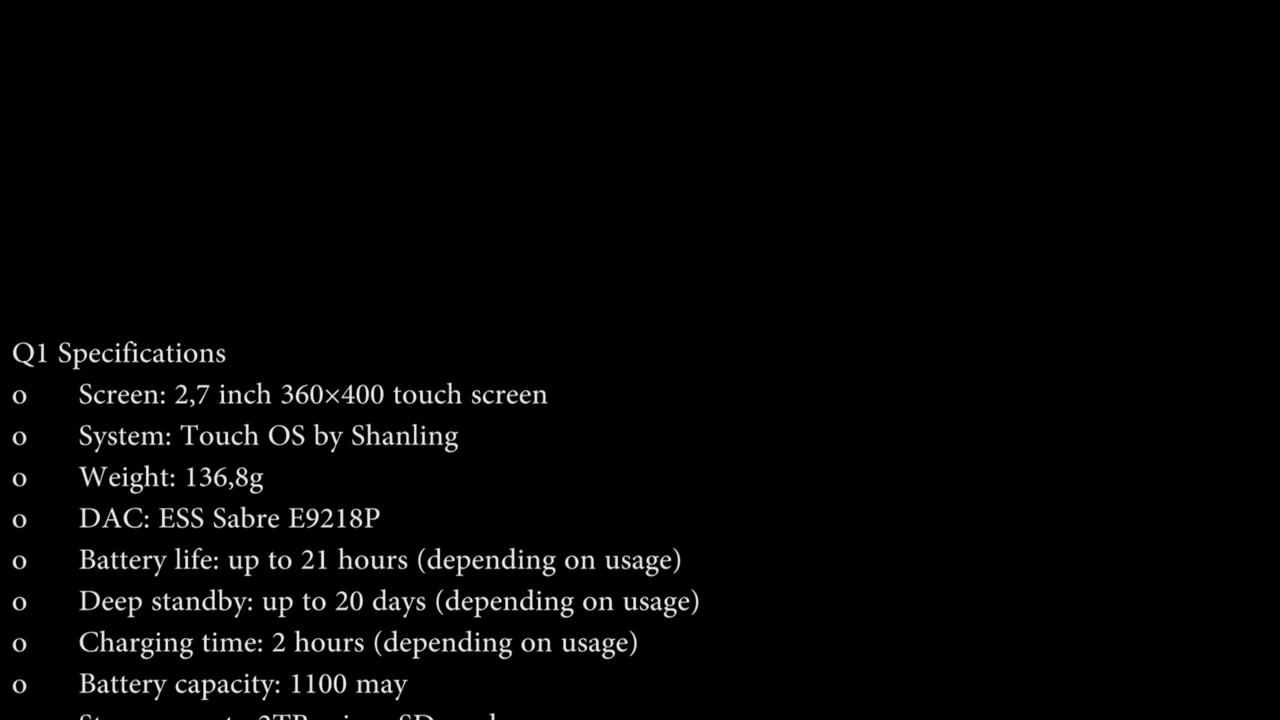 Q1 Specifications
o Screen: 2,7 inch 360×400 touch screen
o System: Touch OS by Shanling
o Weight: 136,8g
o DAC: ESS Sabre E9218P
o Battery life: up to 21 hours (depending on usage)
o Deep standby: up to 20 days (depending on usage)
o Charging time: 2 hours (depending on usage)
o Battery capacity: 1100 may